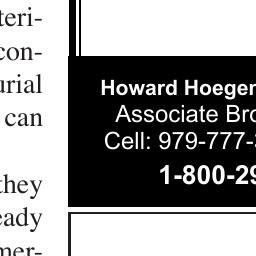 teri-
con-
urial
can
they
eady
mer-
Howard Hoeger
Associate Bro
Cell: 979-777-
1-800-29